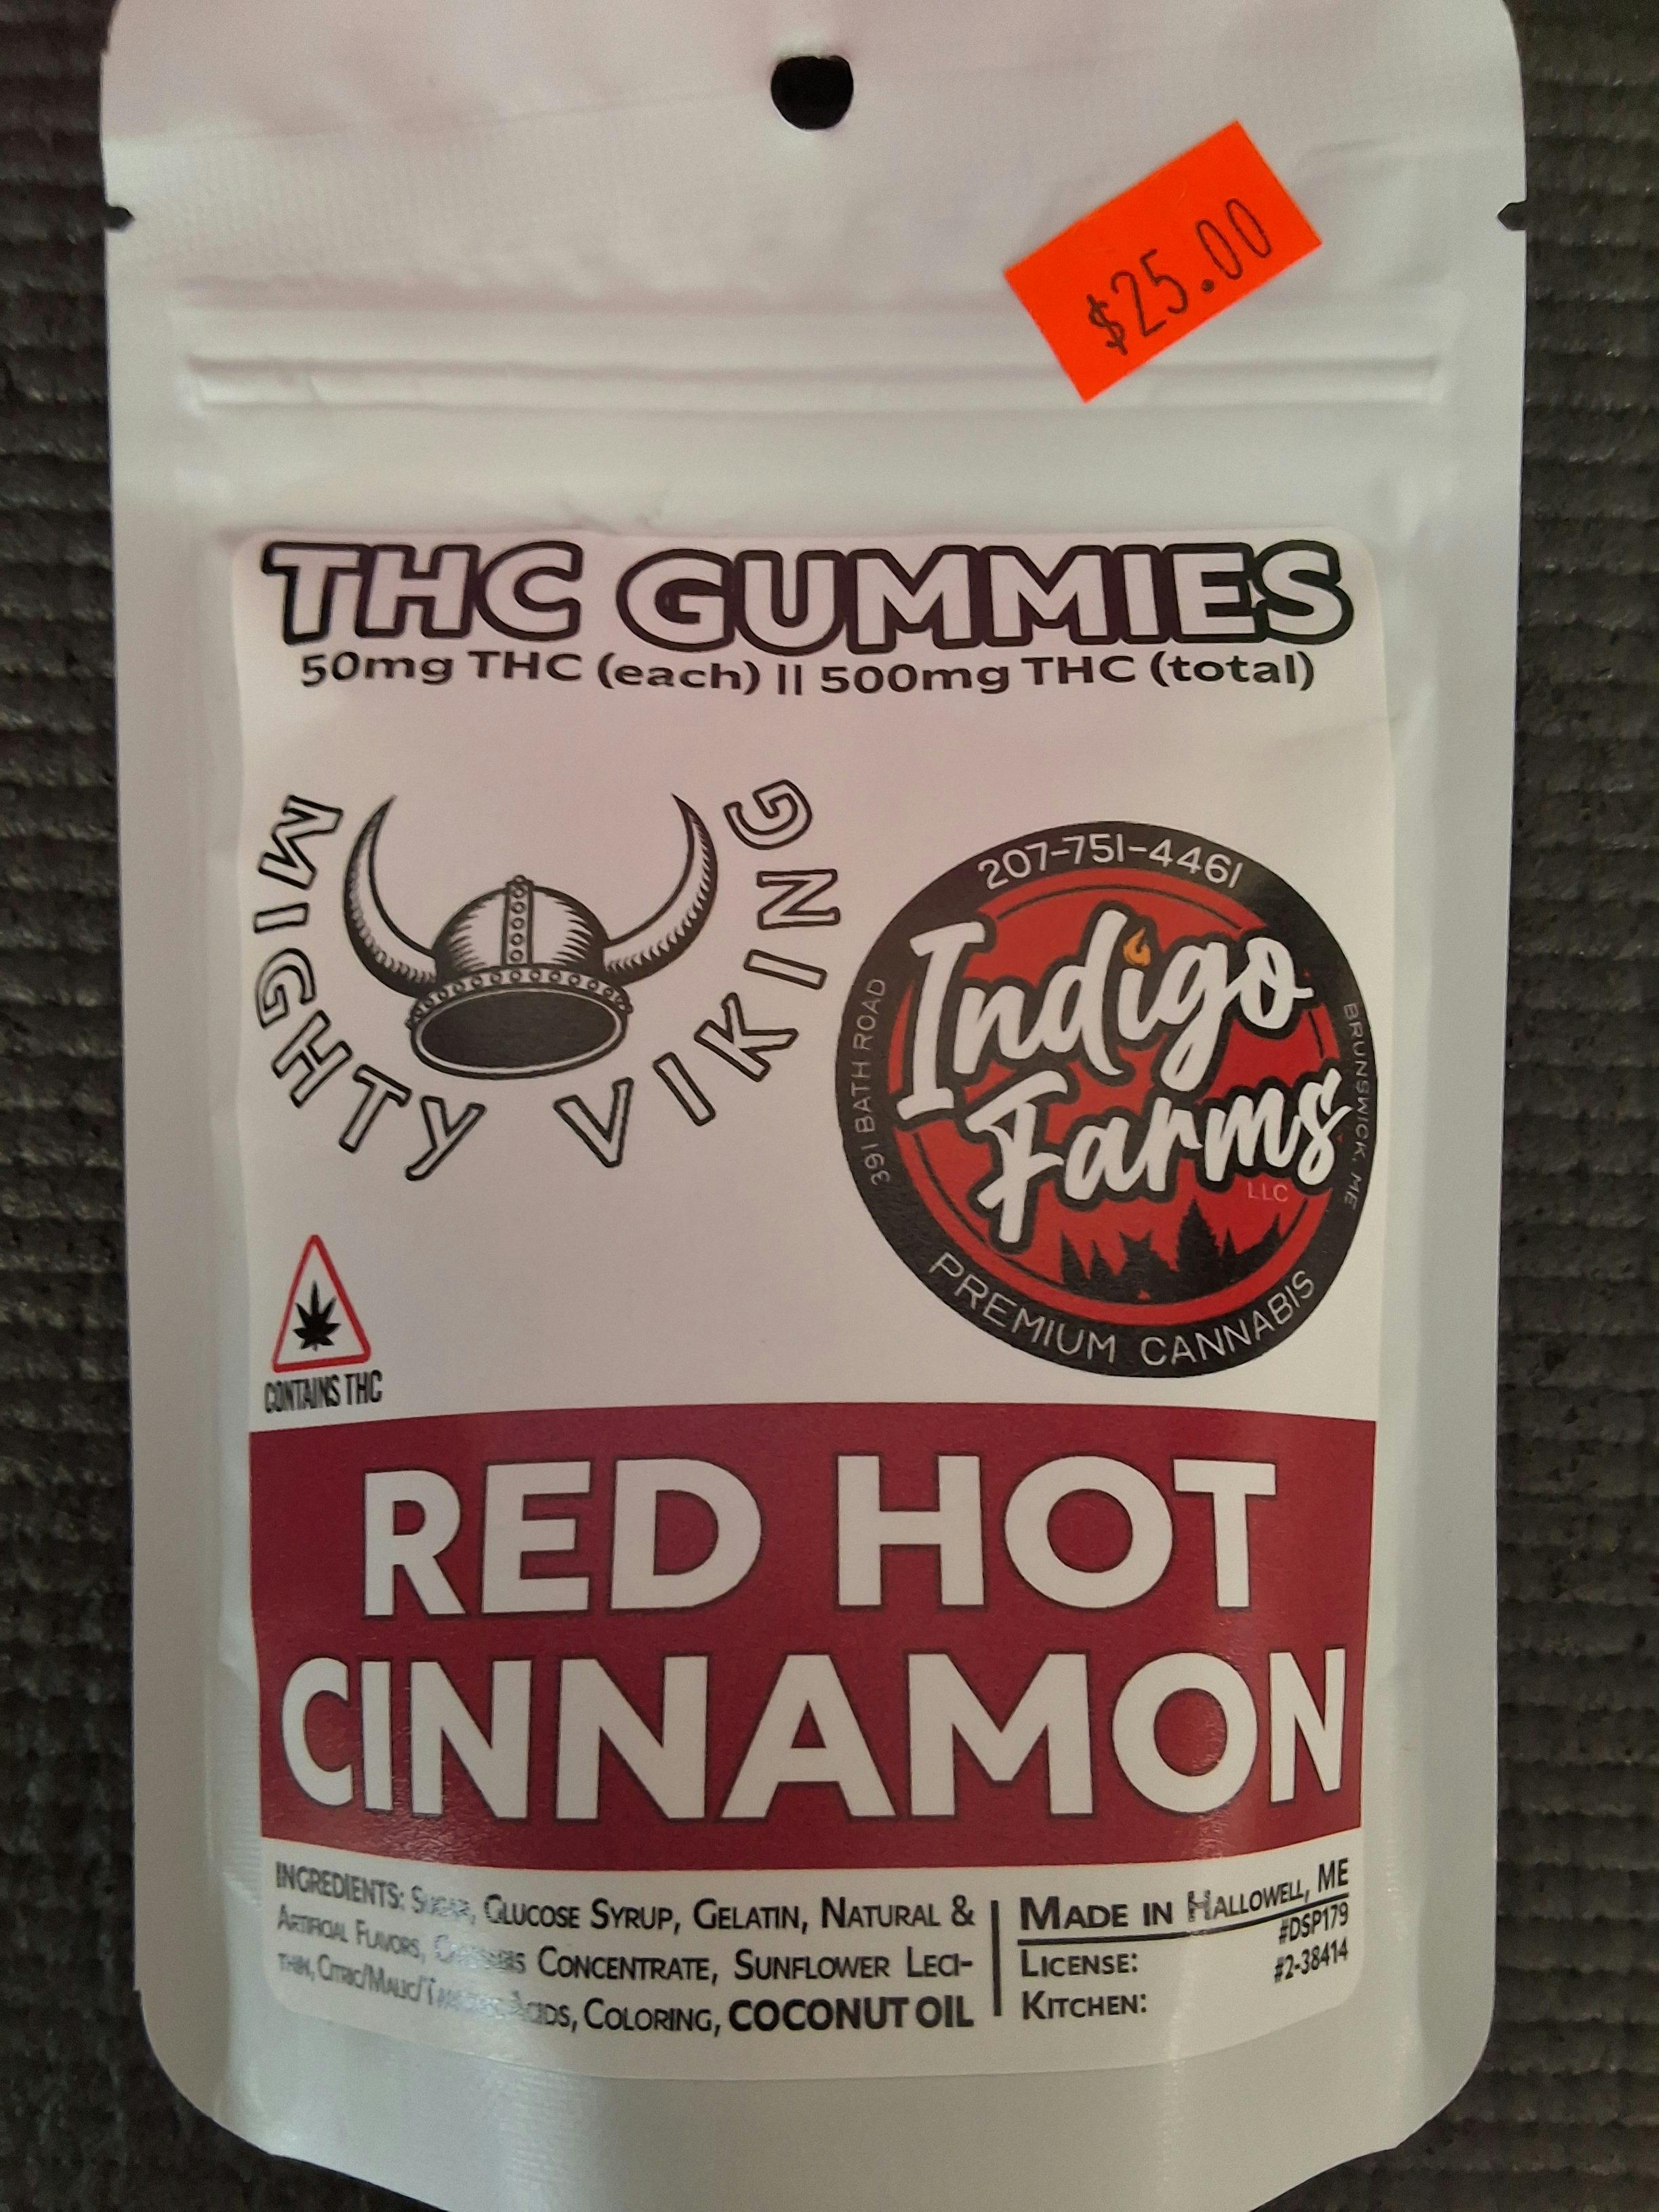 $25.00
THC GUMMIES
50mg THC (each) || 500mg THC (total)
MIGHTY VIKING
207-751-4461
391 BATH ROAD
BRUNSWICK, ME
Indigo
Farms
LLC
PREMIUM CANNABIS
CONTAINS THC
RED HOT
CINNAMON
INGREDIENTS: SUGAR, GLUCOSE SYRUP, GELATIN, NATURAL &
ARTIFICIAL FLAVORS, CANNABIS CONCENTRATE, SUNFLOWER LECI-
THIN, CITRIC/MALIC/TARTARIC ACIDS, COLORING, COCONUT OIL
MADE IN HALLOWELL, ME
LICENSE: #DSP179
KITCHEN: #2-38414